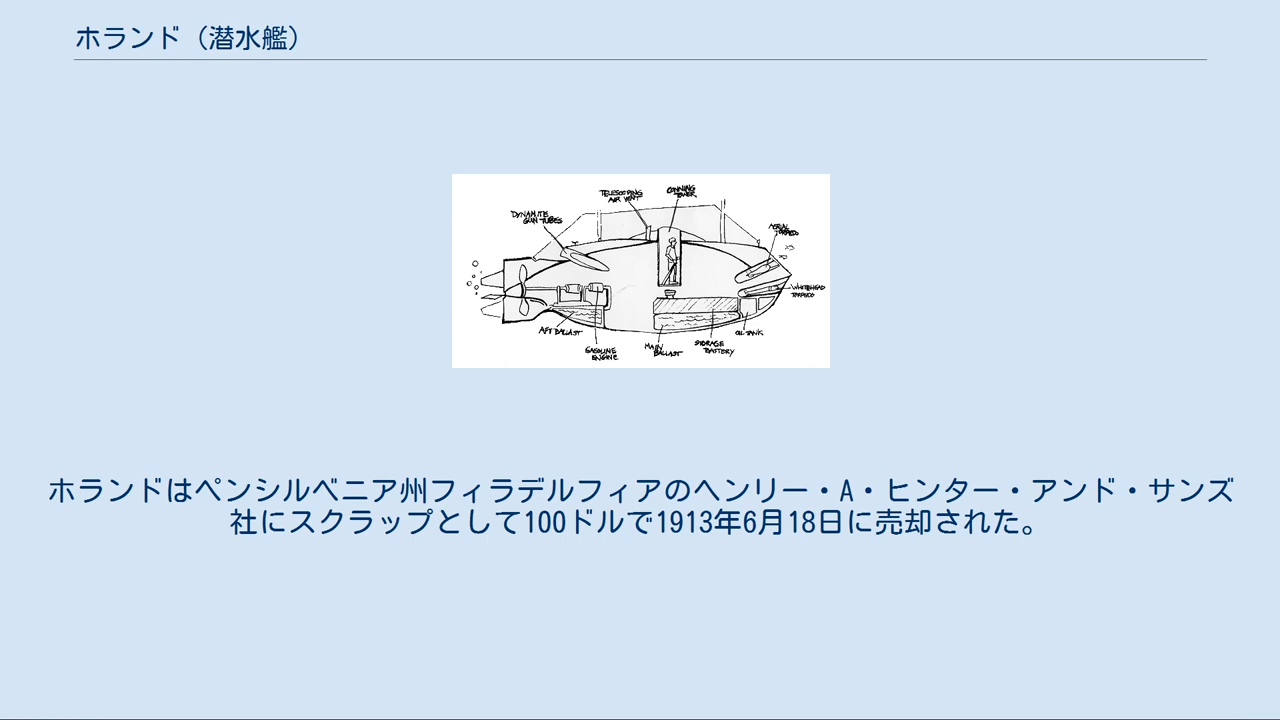 ホランド（潜水艦）
TELESCOPING
AIR VENT
CONNING
TOWER
DYNAMITE
GUN TUBES
AERIAL
TORPEDO
WHITEHEAD
TORPEDO
AFT BALLAST
OIL TANK
GASOLINE
ENGINE
MAIN
BALLAST
STORAGE
BATTERY
ホランドはペンシルベニア州フィラデルフィアのヘンリー・A・ヒンター・アンド・サンズ
社にスクラップとして100ドルで1913年6月18日に売却された。